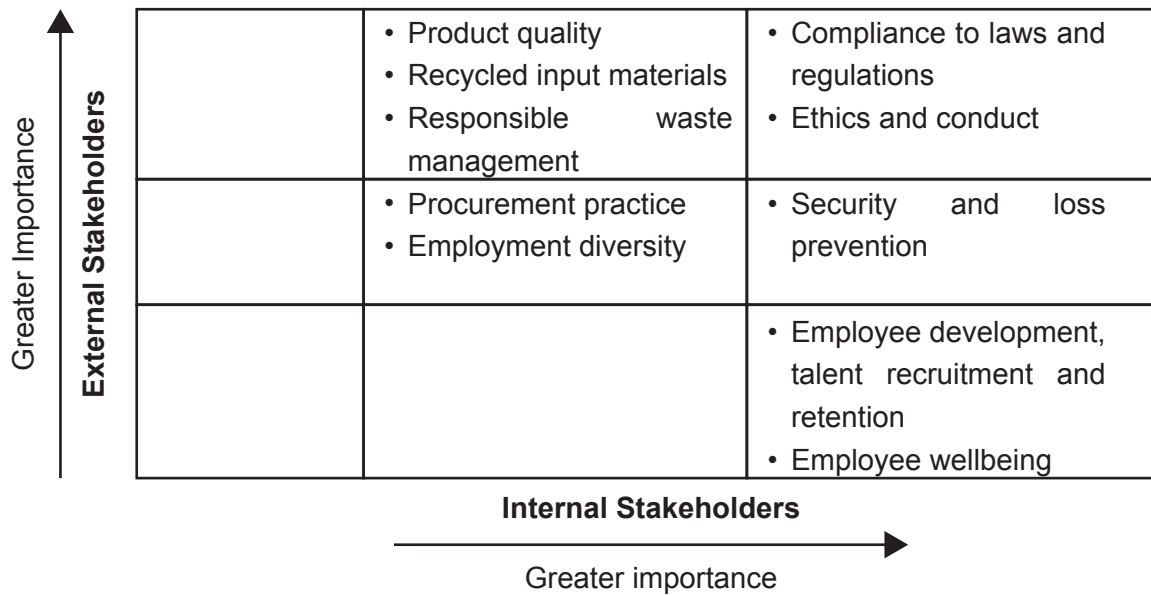 Greater Importance
External Stakeholders
• Product quality
• Recycled input materials
• Responsible waste
management
• Compliance to laws and
regulations
• Ethics and conduct
• Procurement practice
• Employment diversity
• Security and loss
prevention
• Employee development,
talent recruitment and
retention
• Employee wellbeing
Internal Stakeholders
Greater importance